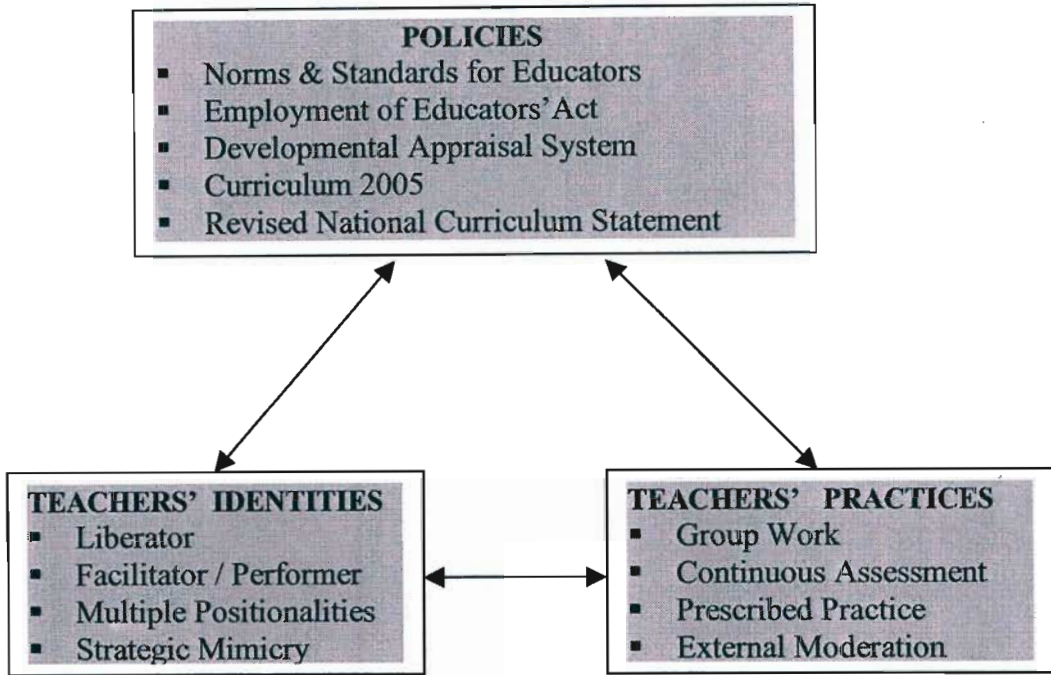 POLICIES
▪ Norms & Standards for Educators
▪ Employment of Educators' Act
▪ Developmental Appraisal System
▪ Curriculum 2005
▪ Revised National Curriculum Statement
TEACHERS' IDENTITIES
▪ Liberator
▪ Facilitator / Performer
▪ Multiple Positionalities
▪ Strategic Mimicry
TEACHERS' PRACTICES
▪ Group Work
▪ Continuous Assessment
▪ Prescribed Practice
▪ External Moderation